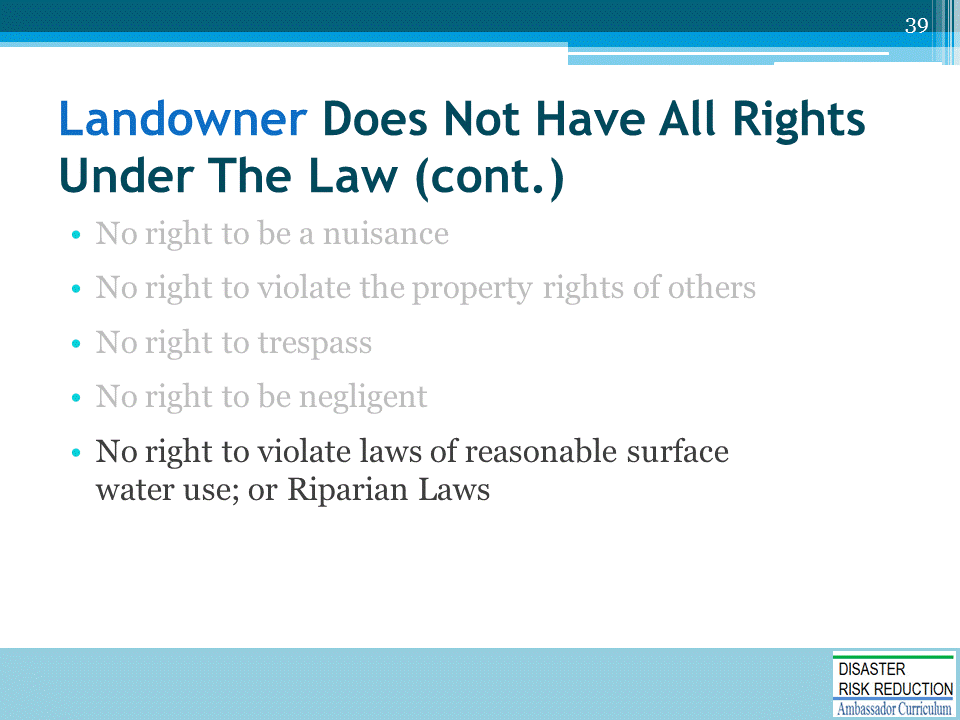 39
Landowner Does Not Have All Rights
Under The Law (cont.)
• No right to be a nuisance
• No right to violate the property rights of others
• No right to trespass
• No right to be negligent
• No right to violate laws of reasonable surface
water use; or Riparian Laws
DISASTER
RISK REDUCTION
Ambassador Curriculum